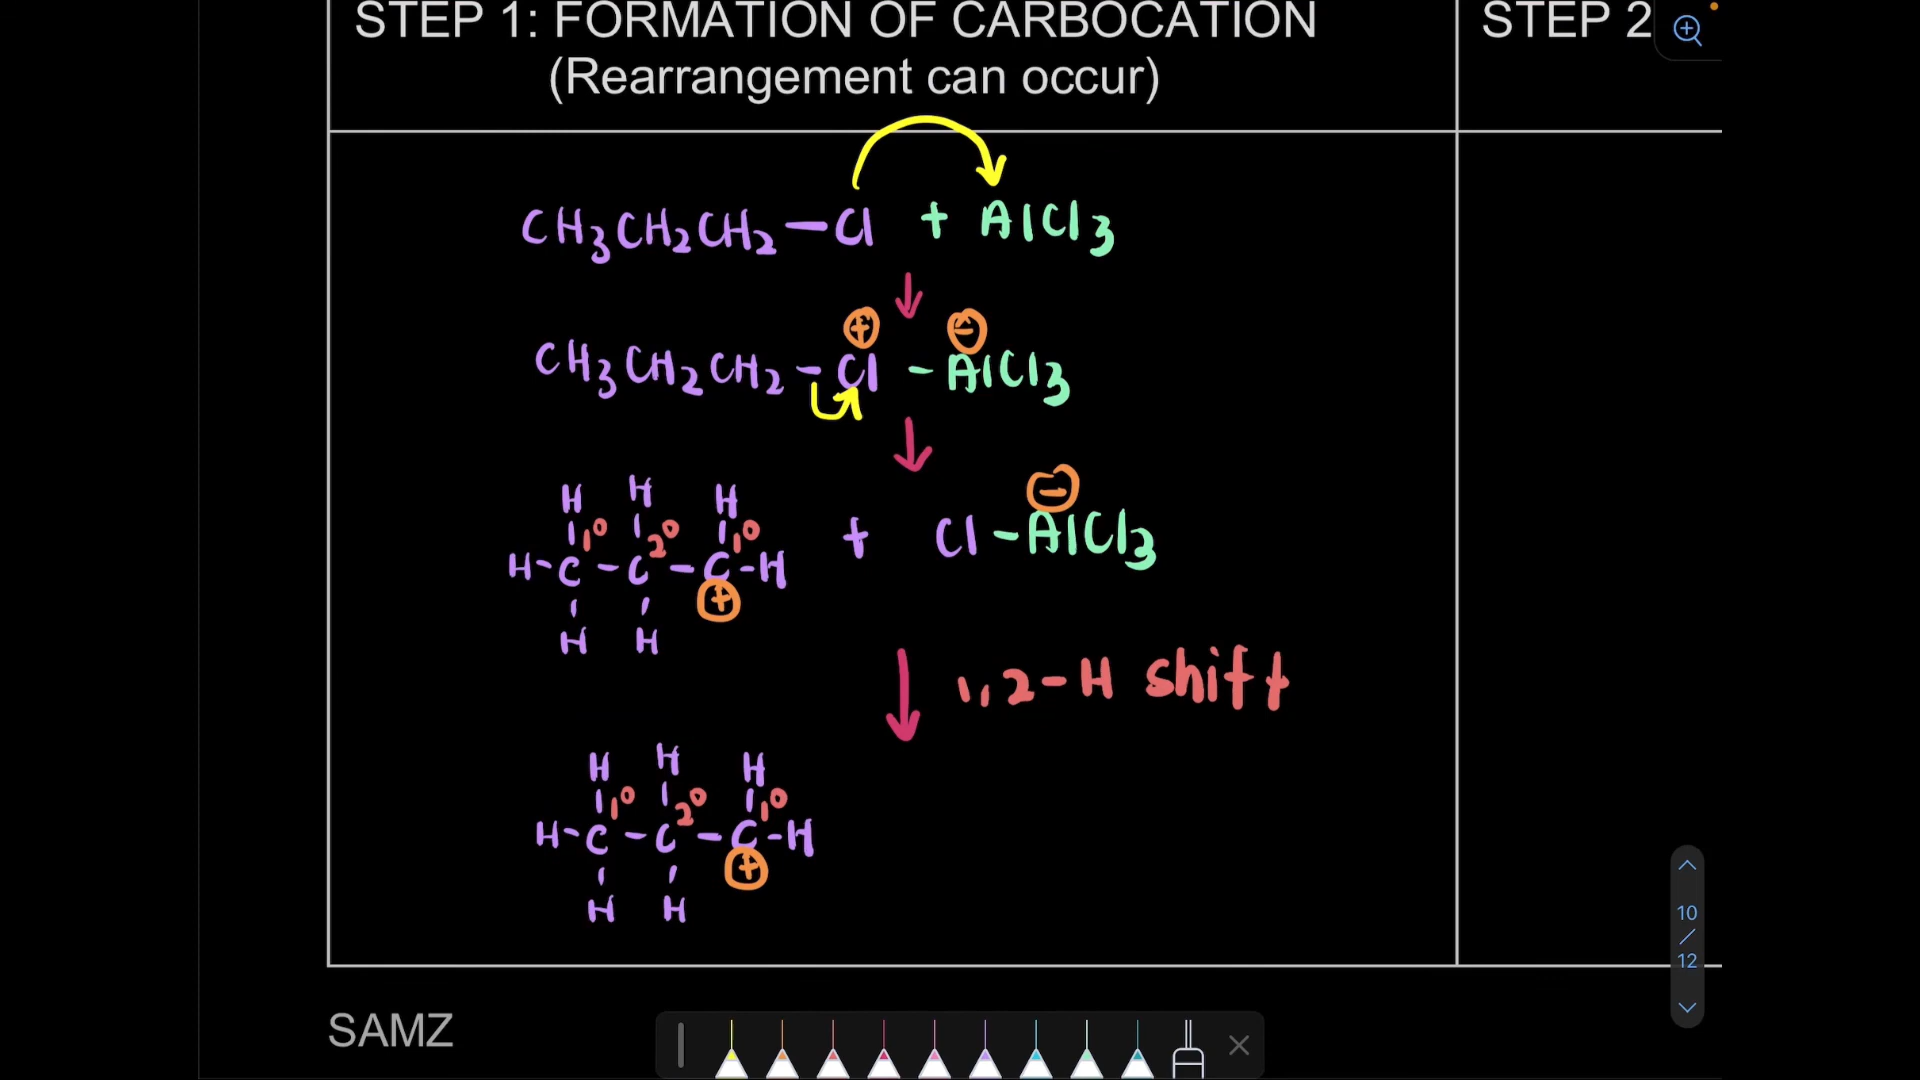 STEP 1: FORMATION OF CARBOCATION
(Rearrangement can occur)
STEP 2
CH3CH2CH2-Cl + AlCl3
⊕ ⊖
CH3CH2CH2-Cl-AlCl3
⊖
H H H
1° 2° 1°
H-C-C-C-H + Cl-AlCl3
⊕
H H
1,2-H shift
H H H
1° 2° 1°
H-C-C-C-H
⊕
H H
10
/
12
SAMZ